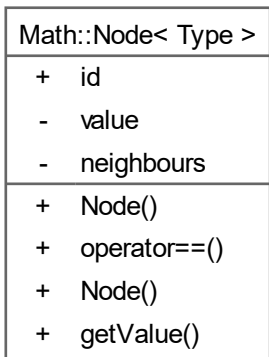 Math::Node< Type >
+ id
- value
- neighbours
+ Node()
+ operator==()
+ Node()
+ getValue()